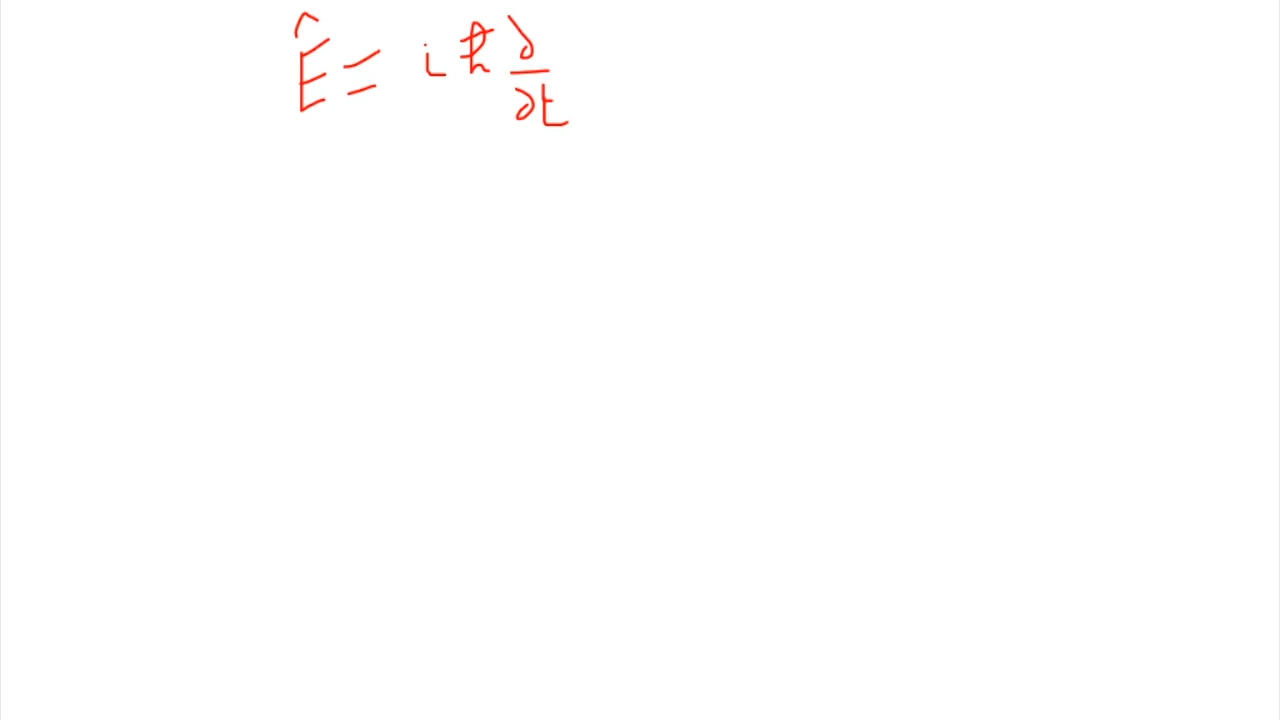 Ê = iħ ∂/∂t